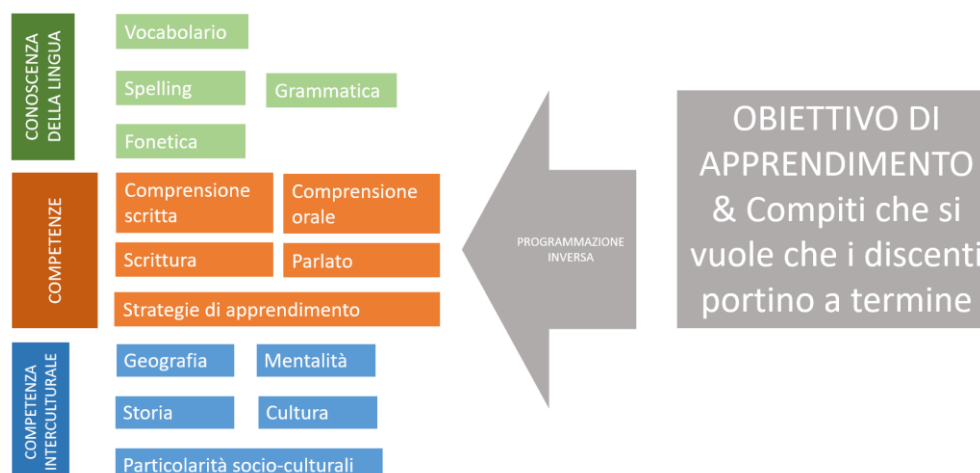 CONOSCENZA
DELLA LINGUA
Vocabolario
Spelling
Grammatica
Fonetica
COMPETENZE
Comprensione
scritta
Comprensione
orale
Scrittura
Parlato
Strategie di apprendimento
COMPETENZA
INTERCULTURALE
Geografia
Mentalità
Storia
Cultura
Particolarità socio-culturali
PROGRAMMAZIONE
INVERSA
OBIETTIVO DI
APPRENDIMENTO
& Compiti che si
vuole che i discenti
portino a termine